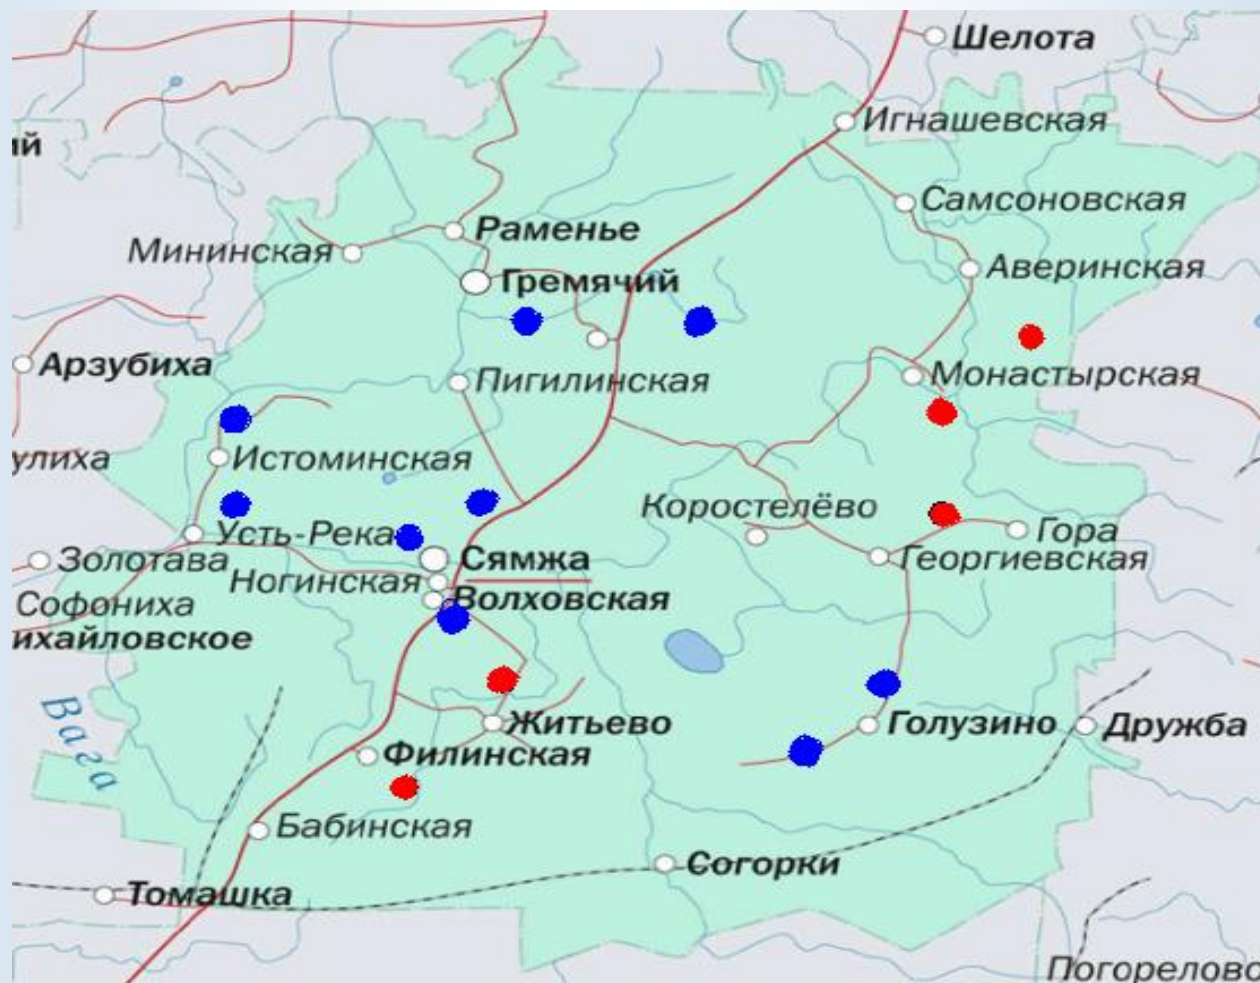 Шелота
Игнашевская
ий
Самсоновская
Раменье
Мининская
Аверинская
Гремячий
Арзубиха
Пигилинская
Монастырская
улиха
Истоминская
Коростелёво
Усть-Река
Гора
Золотава
Сямжа
Георгиевская
Ногинская
Софониха
Волховская
ихайловское
Вага
Житьево
Голузино
Дружба
Филинская
Бабинская
Согорки
Томашка
Погорелово